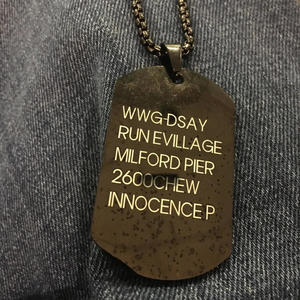 WWG-DSAY
RUN EVILLAGE
MILFORD PIER
2600CHEW
INNOCENCE P